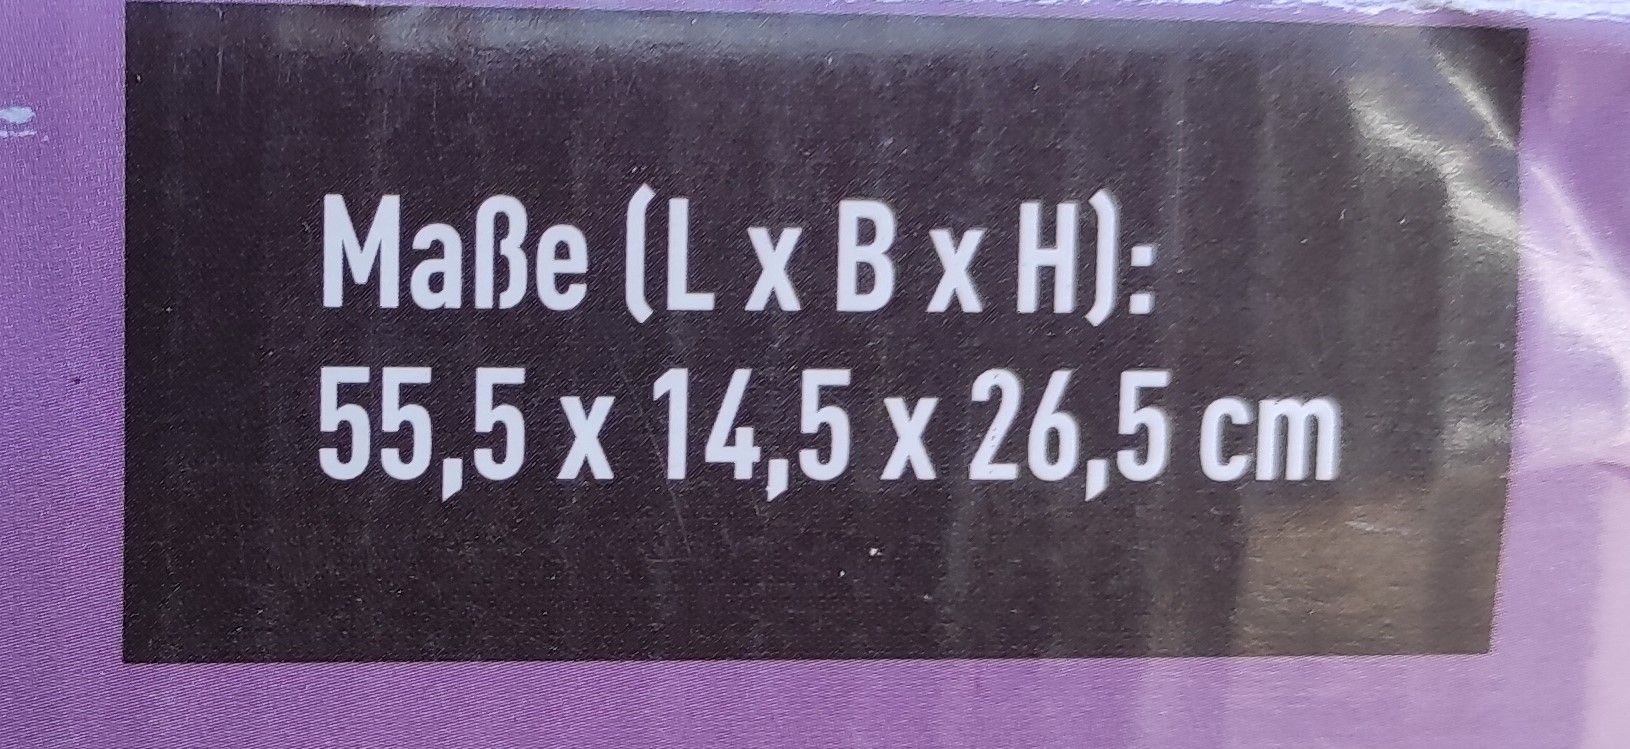 Maße (L x B x H):
55,5 x 14,5 x 26,5 cm